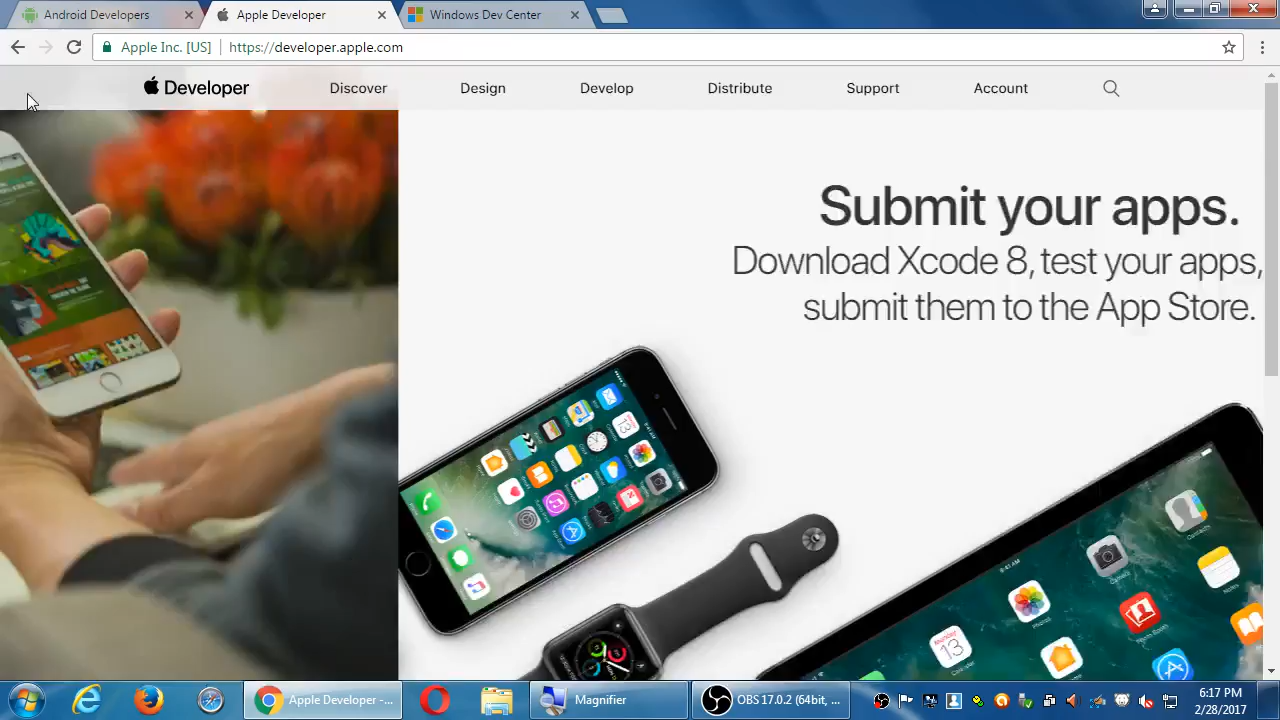 Android Developers
Apple Developer
Windows Dev Center
Apple Inc. [US]
https://developer.apple.com
Developer
Discover
Design
Develop
Distribute
Support
Account
Submit your apps.
Download Xcode 8, test your apps,
submit them to the App Store.
Apple Developer -...
Magnifier
OBS 17.0.2 (64bit, ...
6:17 PM
2/28/2017